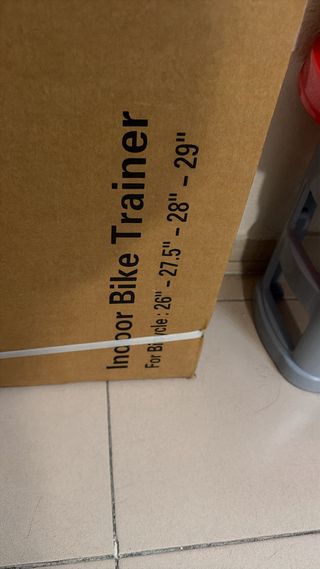 Indoor Bike Trainer
For Bicycle : 26" - 27.5" - 28" - 29"